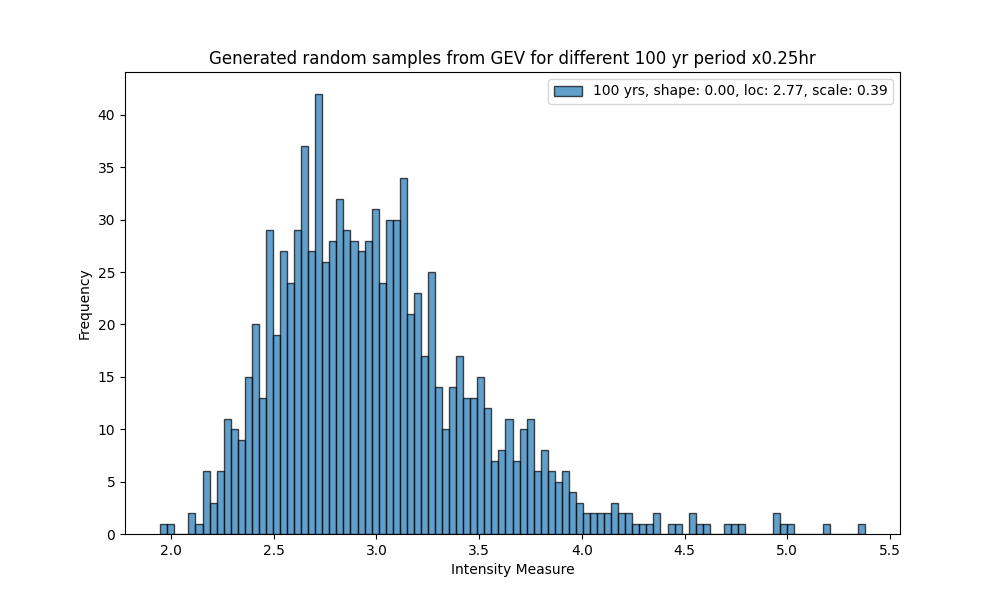 Generated random samples from GEV for different 100 yr period x0.25hr
100 yrs, shape: 0.00, loc: 2.77, scale: 0.39
Frequency
40
35
30
25
20
15
10
5
0
2.0 2.5 3.0 3.5 4.0 4.5 5.0 5.5
Intensity Measure